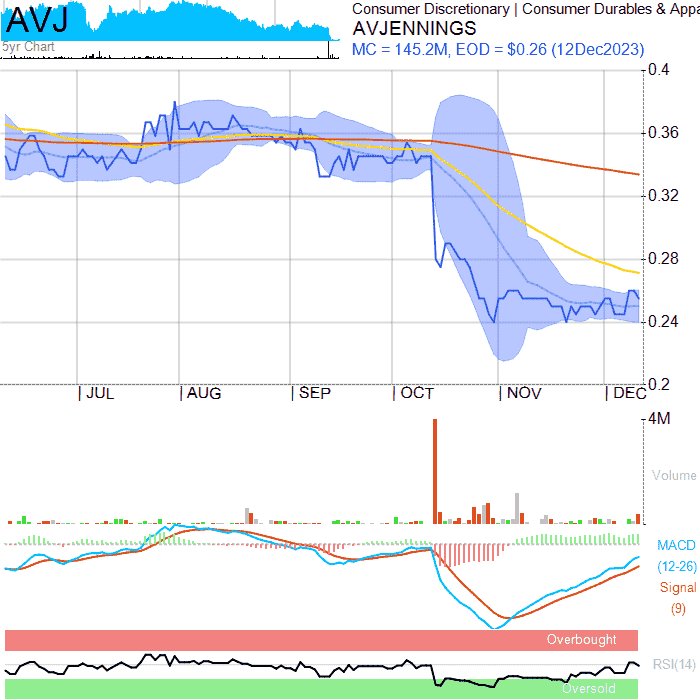 AVJ
5yr Chart
Consumer Discretionary | Consumer Durables & Appa
AVJENNINGS
MC = 145.2M, EOD = $0.26 (12Dec2023)
0.4
0.36
0.32
0.28
0.24
0.2
| JUL | AUG | SEP | OCT | NOV | DEC
4M
Volume
MACD
(12-26)
Signal
(9)
Overbought
RSI(14)
Oversold